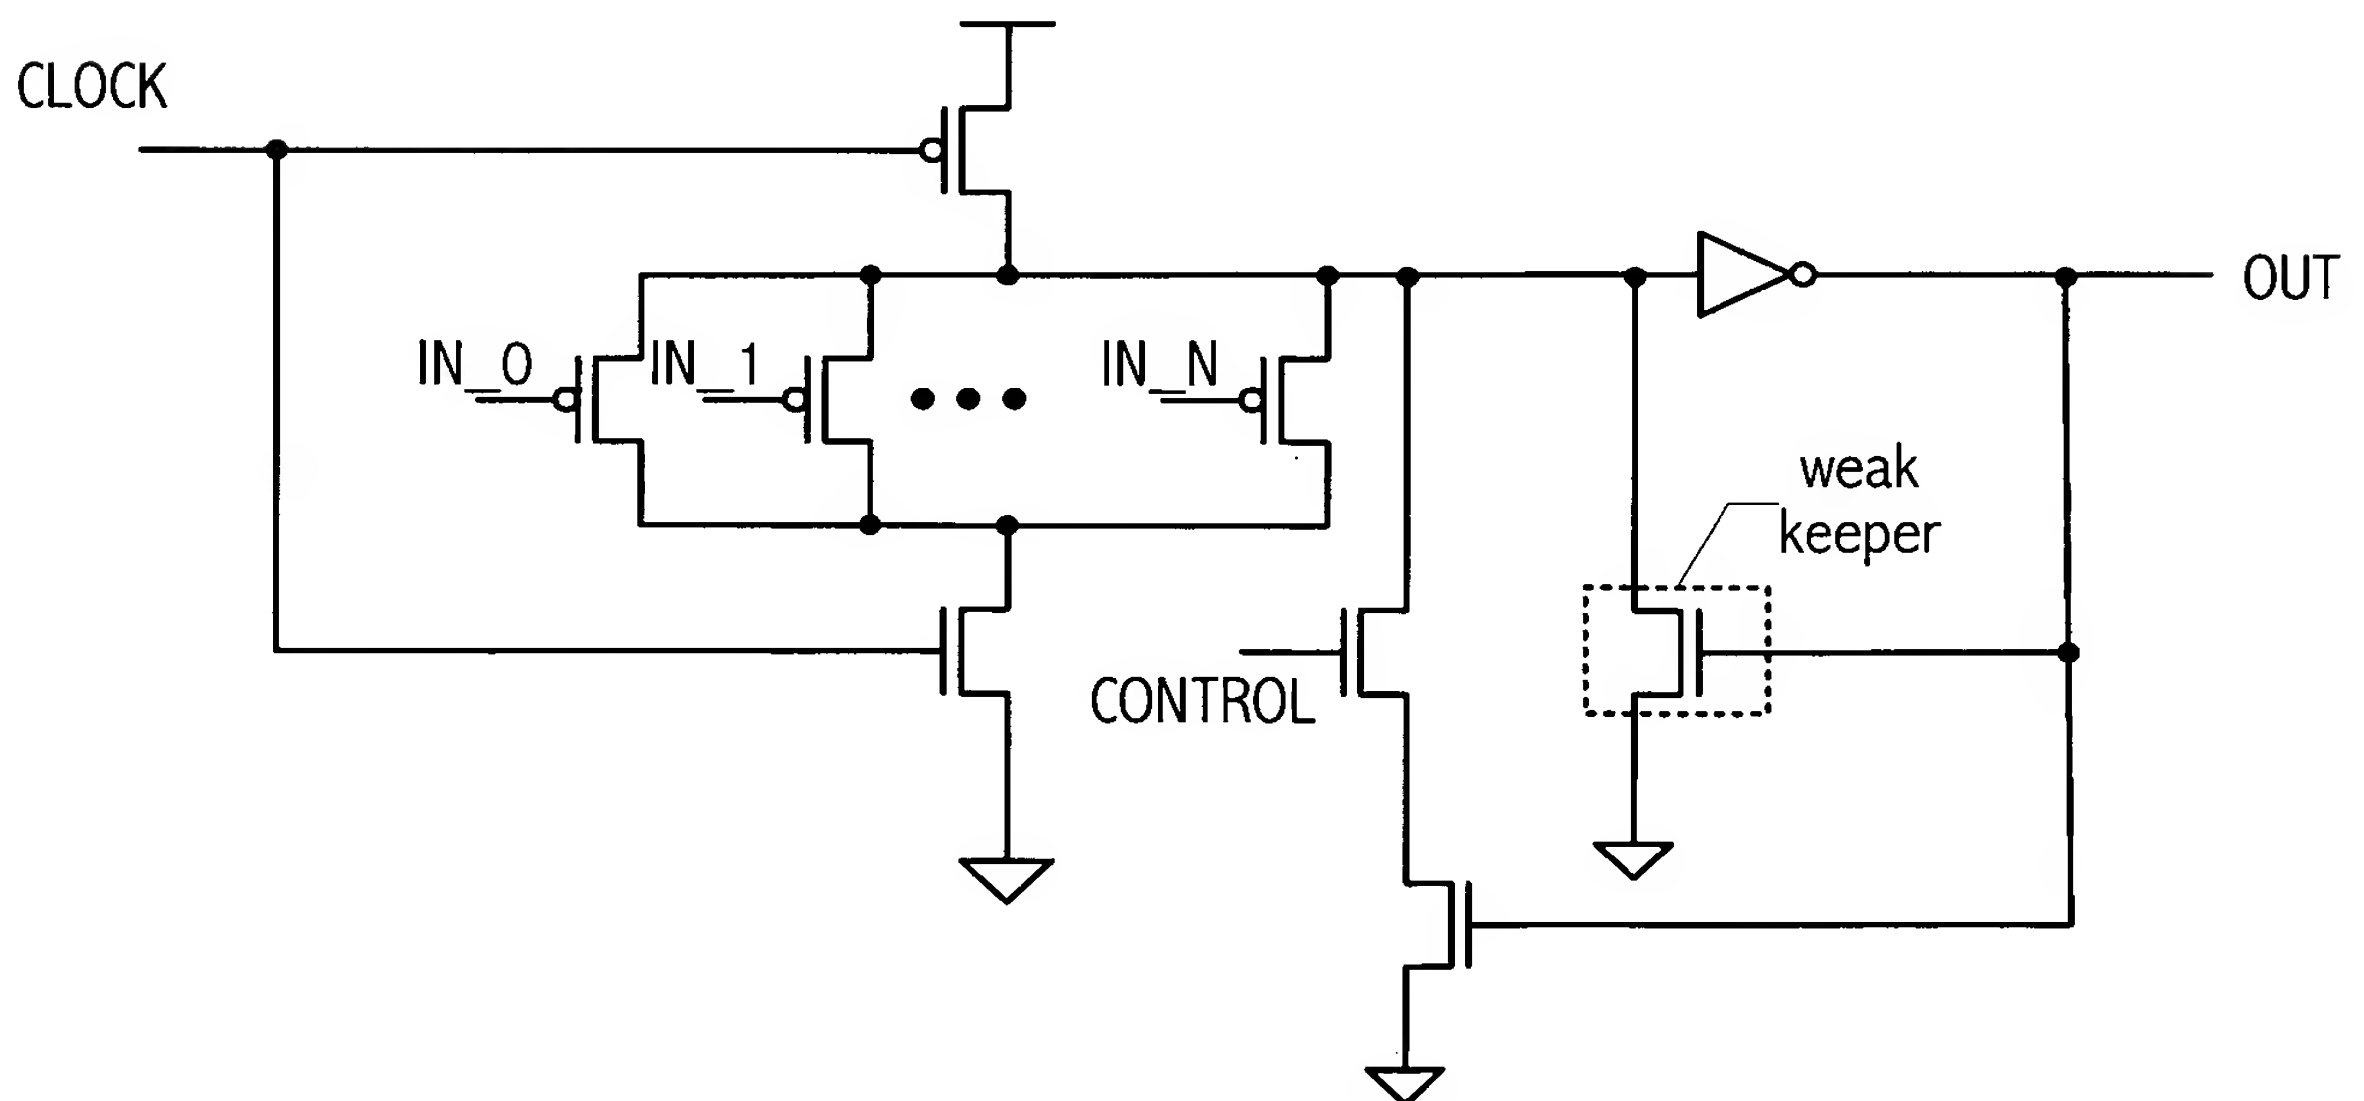 CLOCK
OUT
IN_0
IN_1
IN_N
weak
keeper
CONTROL